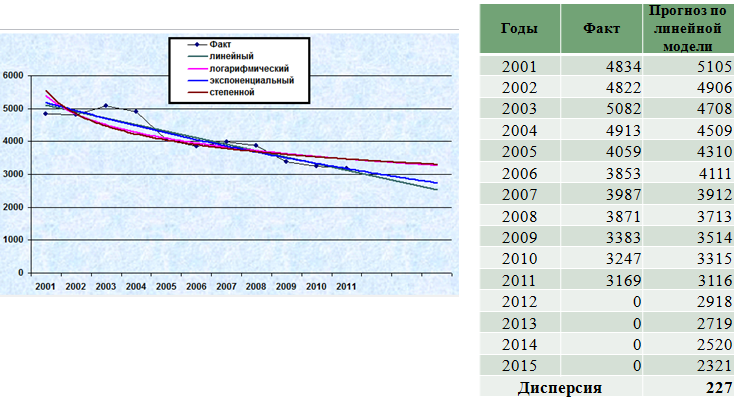 Факт
линейный
логарифмический
экспоненциальный
степенной
6000
5000
4000
3000
2000
1000
0
2001 2002 2003 2004 2005 2006 2007 2008 2009 2010 2011
Годы Факт Прогноз по
линейной
модели
2001 4834 5105
2002 4822 4906
2003 5082 4708
2004 4913 4509
2005 4059 4310
2006 3853 4111
2007 3987 3912
2008 3871 3713
2009 3383 3514
2010 3247 3315
2011 3169 3116
2012 0 2918
2013 0 2719
2014 0 2520
2015 0 2321
Дисперсия 227